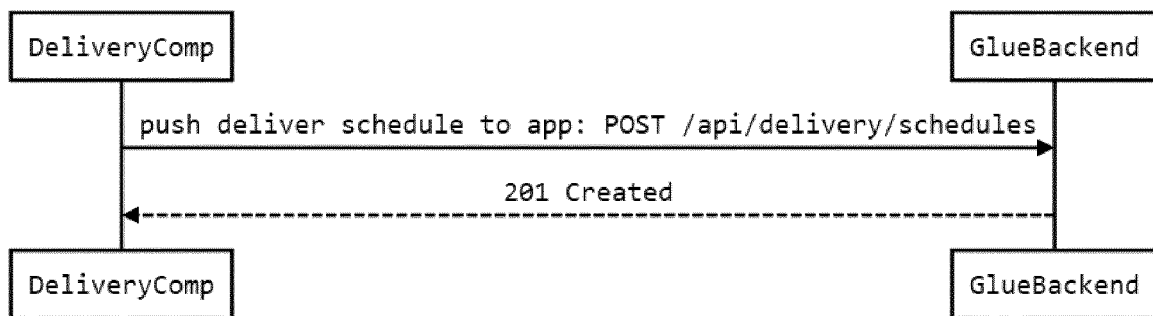 DeliveryComp
GlueBackend
push deliver schedule to app: POST /api/delivery/schedules
201 Created
DeliveryComp
GlueBackend